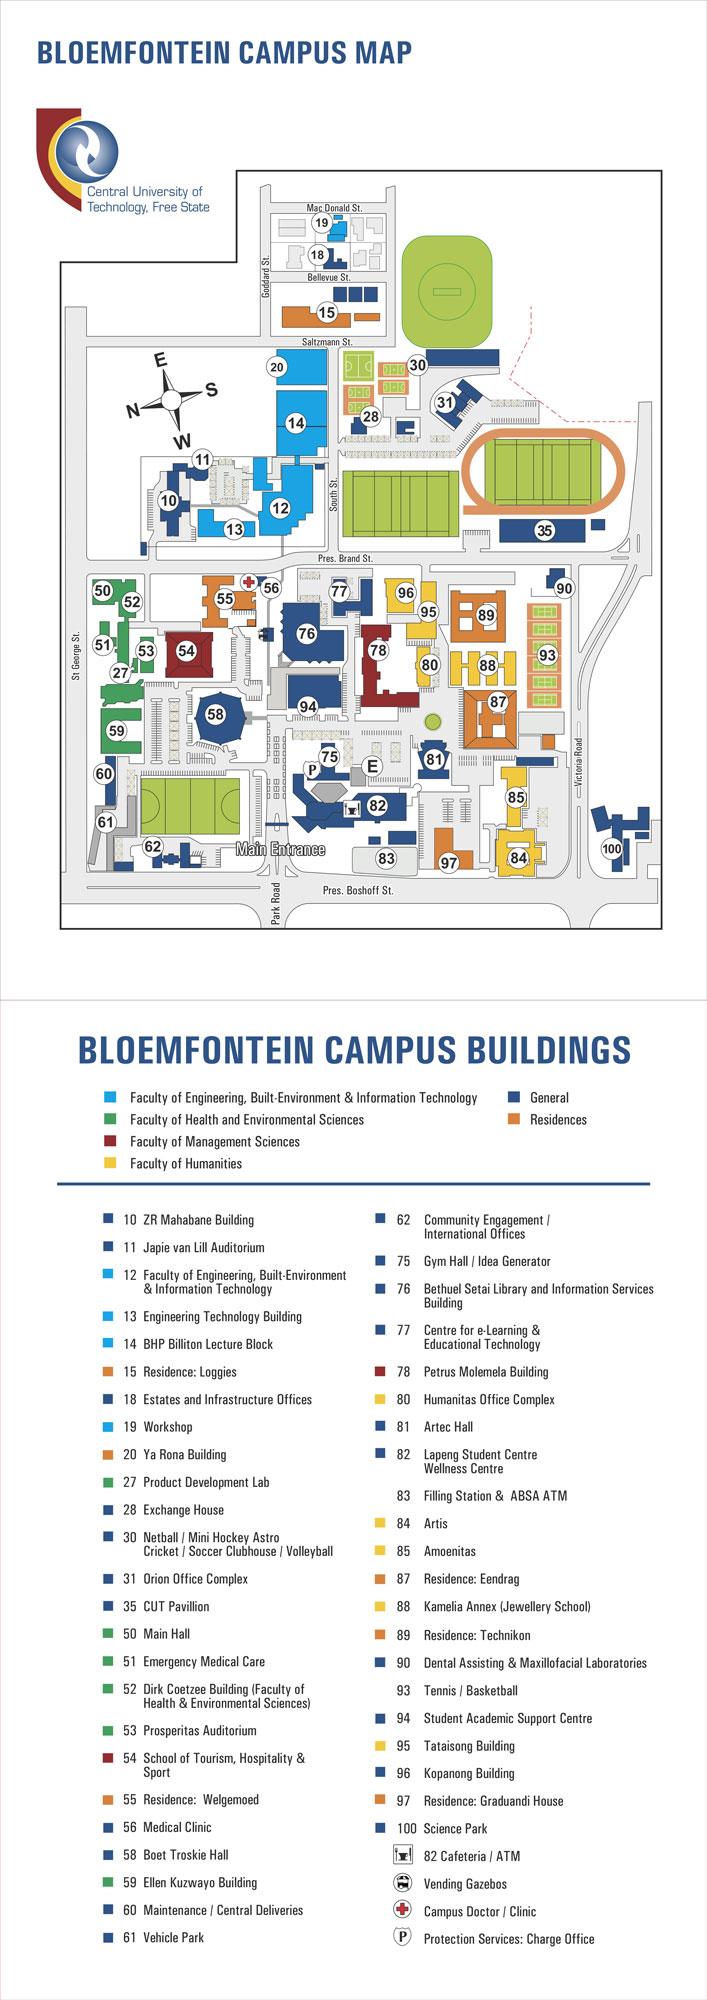 BLOEMFONTEIN CAMPUS MAP
Central University of
Technology, Free State
Mac Donald St.
19
18
Goddard St.
Bellevue St.
15
Saltzmann St.
E
S
N
W
20
30
31
28
14
11
10
12
13
South St.
35
Pres. Brand St.
50
52
51
53
27
54
55
56
77
76
96
95
89
90
78
80
88
93
87
St George St.
58
94
59
60
61
75
P
E
81
82
85
Victoria Road
62
Main Entrance
83
97
84
100
Park Road
Pres. Boshoff St.
BLOEMFONTEIN CAMPUS BUILDINGS
Faculty of Engineering, Built-Environment & Information Technology
Faculty of Health and Environmental Sciences
Faculty of Management Sciences
Faculty of Humanities
General
Residences
10 ZR Mahabane Building
11 Japie van Lill Auditorium
12 Faculty of Engineering, Built-Environment
& Information Technology
13 Engineering Technology Building
14 BHP Billiton Lecture Block
15 Residence: Loggies
18 Estates and Infrastructure Offices
19 Workshop
20 Ya Rona Building
27 Product Development Lab
28 Exchange House
30 Netball / Mini Hockey Astro
Cricket / Soccer Clubhouse / Volleyball
31 Orion Office Complex
35 CUT Pavillion
50 Main Hall
51 Emergency Medical Care
52 Dirk Coetzee Building (Faculty of
Health & Environmental Sciences)
53 Prosperitas Auditorium
54 School of Tourism, Hospitality &
Sport
55 Residence: Welgemoed
56 Medical Clinic
58 Boet Troskie Hall
59 Ellen Kuzwayo Building
60 Maintenance / Central Deliveries
61 Vehicle Park
62 Community Engagement /
International Offices
75 Gym Hall / Idea Generator
76 Bethuel Setai Library and Information Services
Building
77 Centre for e-Learning &
Educational Technology
78 Petrus Molemela Building
80 Humanitas Office Complex
81 Artec Hall
82 Lapeng Student Centre
Wellness Centre
83 Filling Station & ABSA ATM
84 Artis
85 Amoenitas
87 Residence: Eendrag
88 Kamelia Annex (Jewellery School)
89 Residence: Technikon
90 Dental Assisting & Maxillofacial Laboratories
93 Tennis / Basketball
94 Student Academic Support Centre
95 Tataisong Building
96 Kopanong Building
97 Residence: Graduandi House
100 Science Park
82 Cafeteria / ATM
Vending Gazebos
Campus Doctor / Clinic
P Protection Services: Charge Office